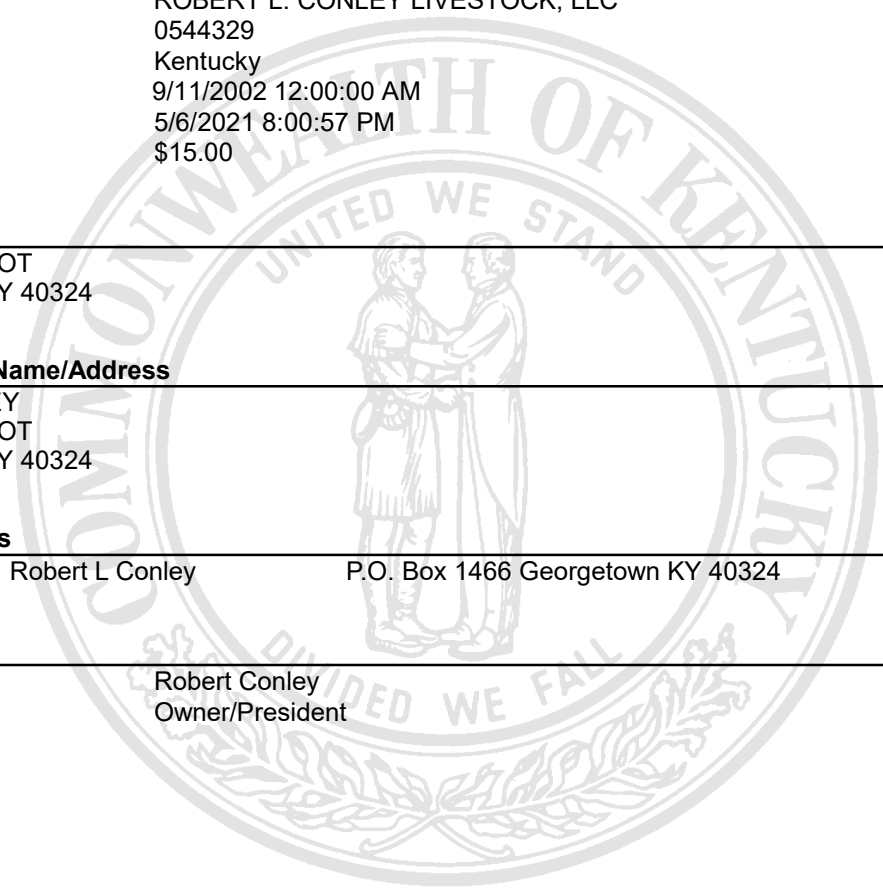 ROBERT L. CONLEY LIVESTOCK, LLC
0544329
Kentucky
9/11/2002 12:00:00 AM
5/6/2021 8:00:57 PM
$15.00
OT
Y 40324
Name/Address
EY
OT
Y 40324
s
Robert L Conley P.O. Box 1466 Georgetown KY 40324
Robert Conley
Owner/President
COMMONWEALTH OF KENTUCKY
UNITED WE STAND
DIVIDED WE FALL